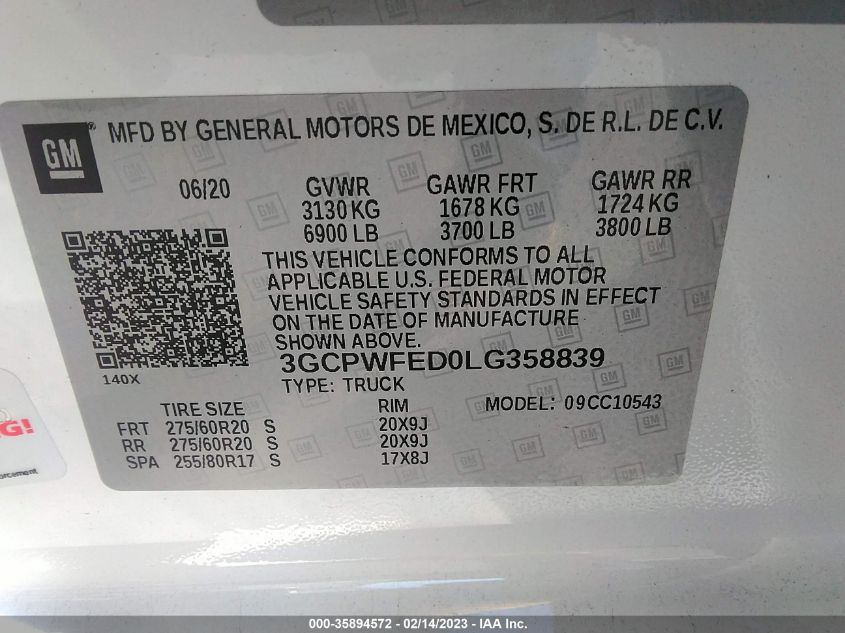 GM
MFD BY GENERAL MOTORS DE MEXICO, S. DE R.L. DE C.V.
06/20 GVWR GAWR FRT GAWR RR
3130 KG 1678 KG 1724 KG
6900 LB 3700 LB 3800 LB
THIS VEHICLE CONFORMS TO ALL
APPLICABLE U.S. FEDERAL MOTOR
VEHICLE SAFETY STANDARDS IN EFFECT
ON THE DATE OF MANUFACTURE
SHOWN ABOVE.
3GCPWFED0LG358839
140X
TYPE: TRUCK
TIRE SIZE RIM MODEL: 09CC10543
FRT 275/60R20 S 20X9J
RR 275/60R20 S 20X9J
SPA 255/80R17 S 17X8J
G!
000-35894572 - 02/14/2023 - IAA Inc.